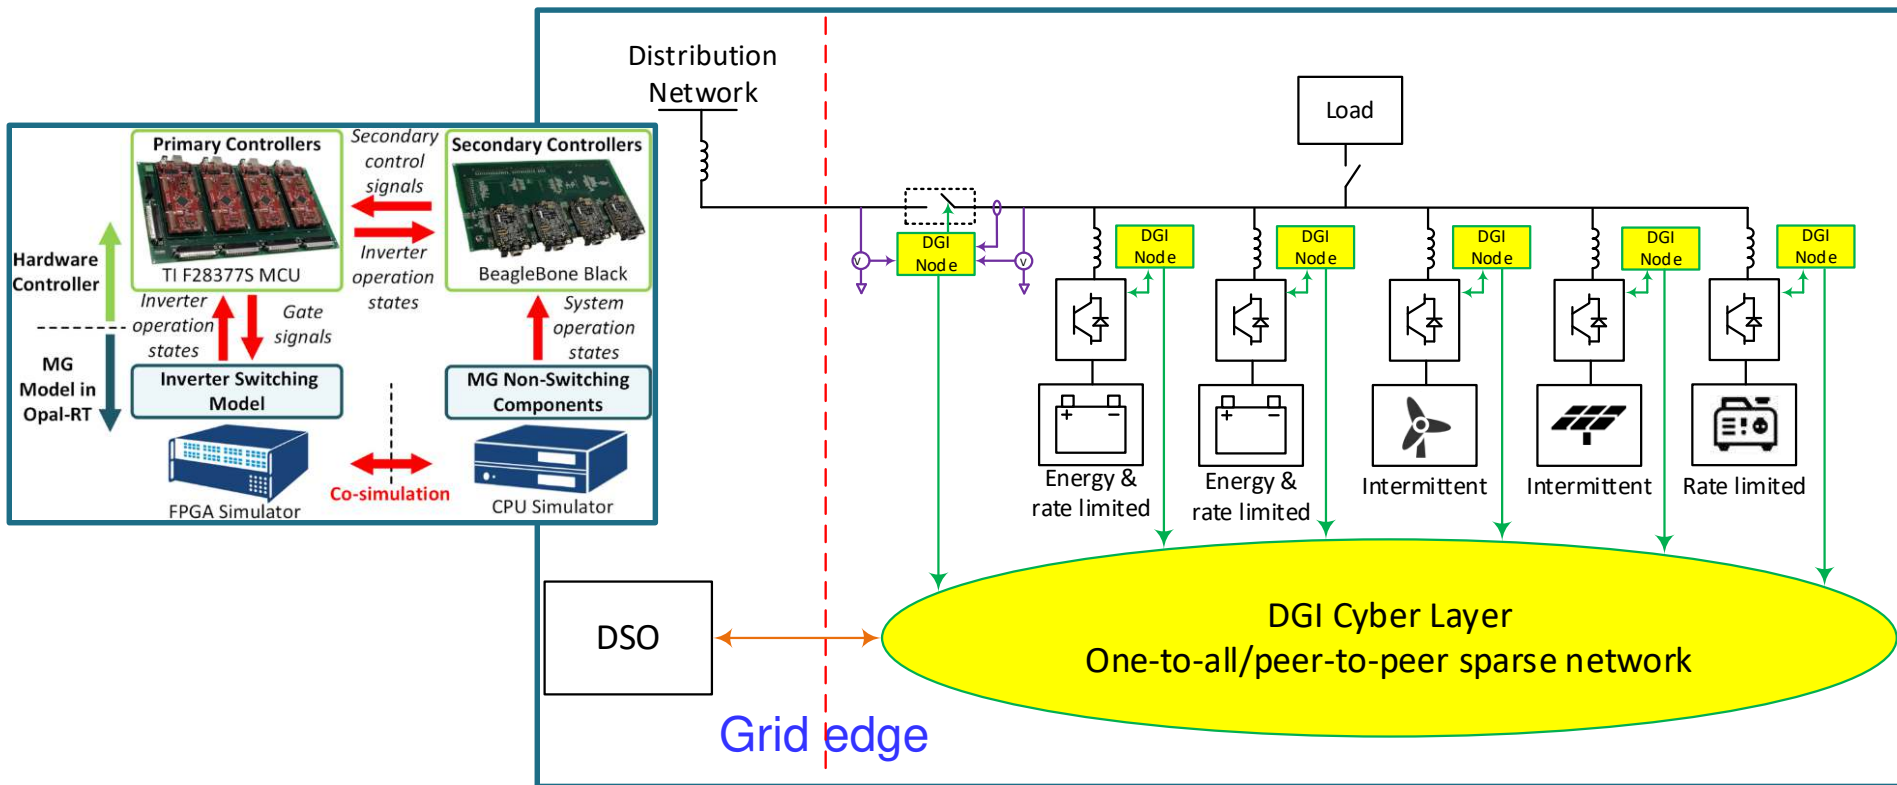 Distribution
Network
Load
Primary Controllers
TI F28377S MCU
Secondary
control
signals
Inverter
operation
states
Secondary Controllers
BeagleBone Black
Hardware
Controller
MG
Model in
Opal-RT
Inverter
operation
states
Gate
signals
System
operation
states
Inverter Switching
Model
MG Non-Switching
Components
FPGA Simulator
Co-simulation
CPU Simulator
V
DGI
Node
V
DGI
Node
DGI
Node
DGI
Node
DGI
Node
DGI
Node
+ −
+ −
Energy &
rate limited
Energy &
rate limited
Intermittent
Intermittent
Rate limited
DSO
DGI Cyber Layer
One-to-all/peer-to-peer sparse network
Grid edge